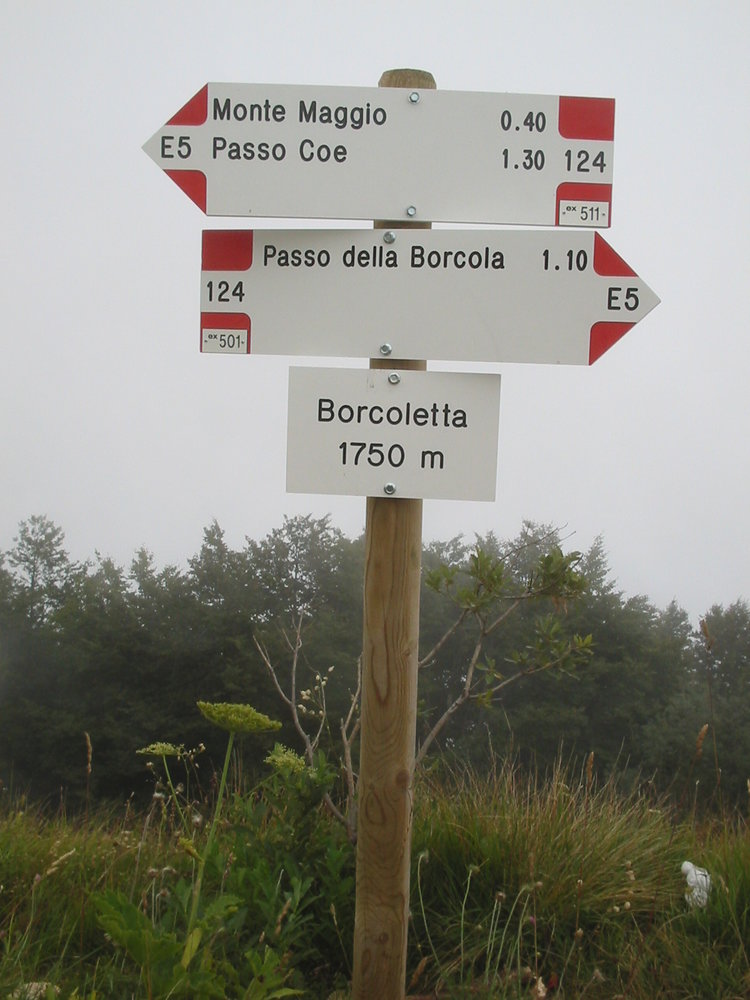 Monte Maggio 0.40
E5 Passo Coe 1.30 124
ex 511
Passo della Borcola 1.10
124 E5
ex 501
Borcoletta
1750 m